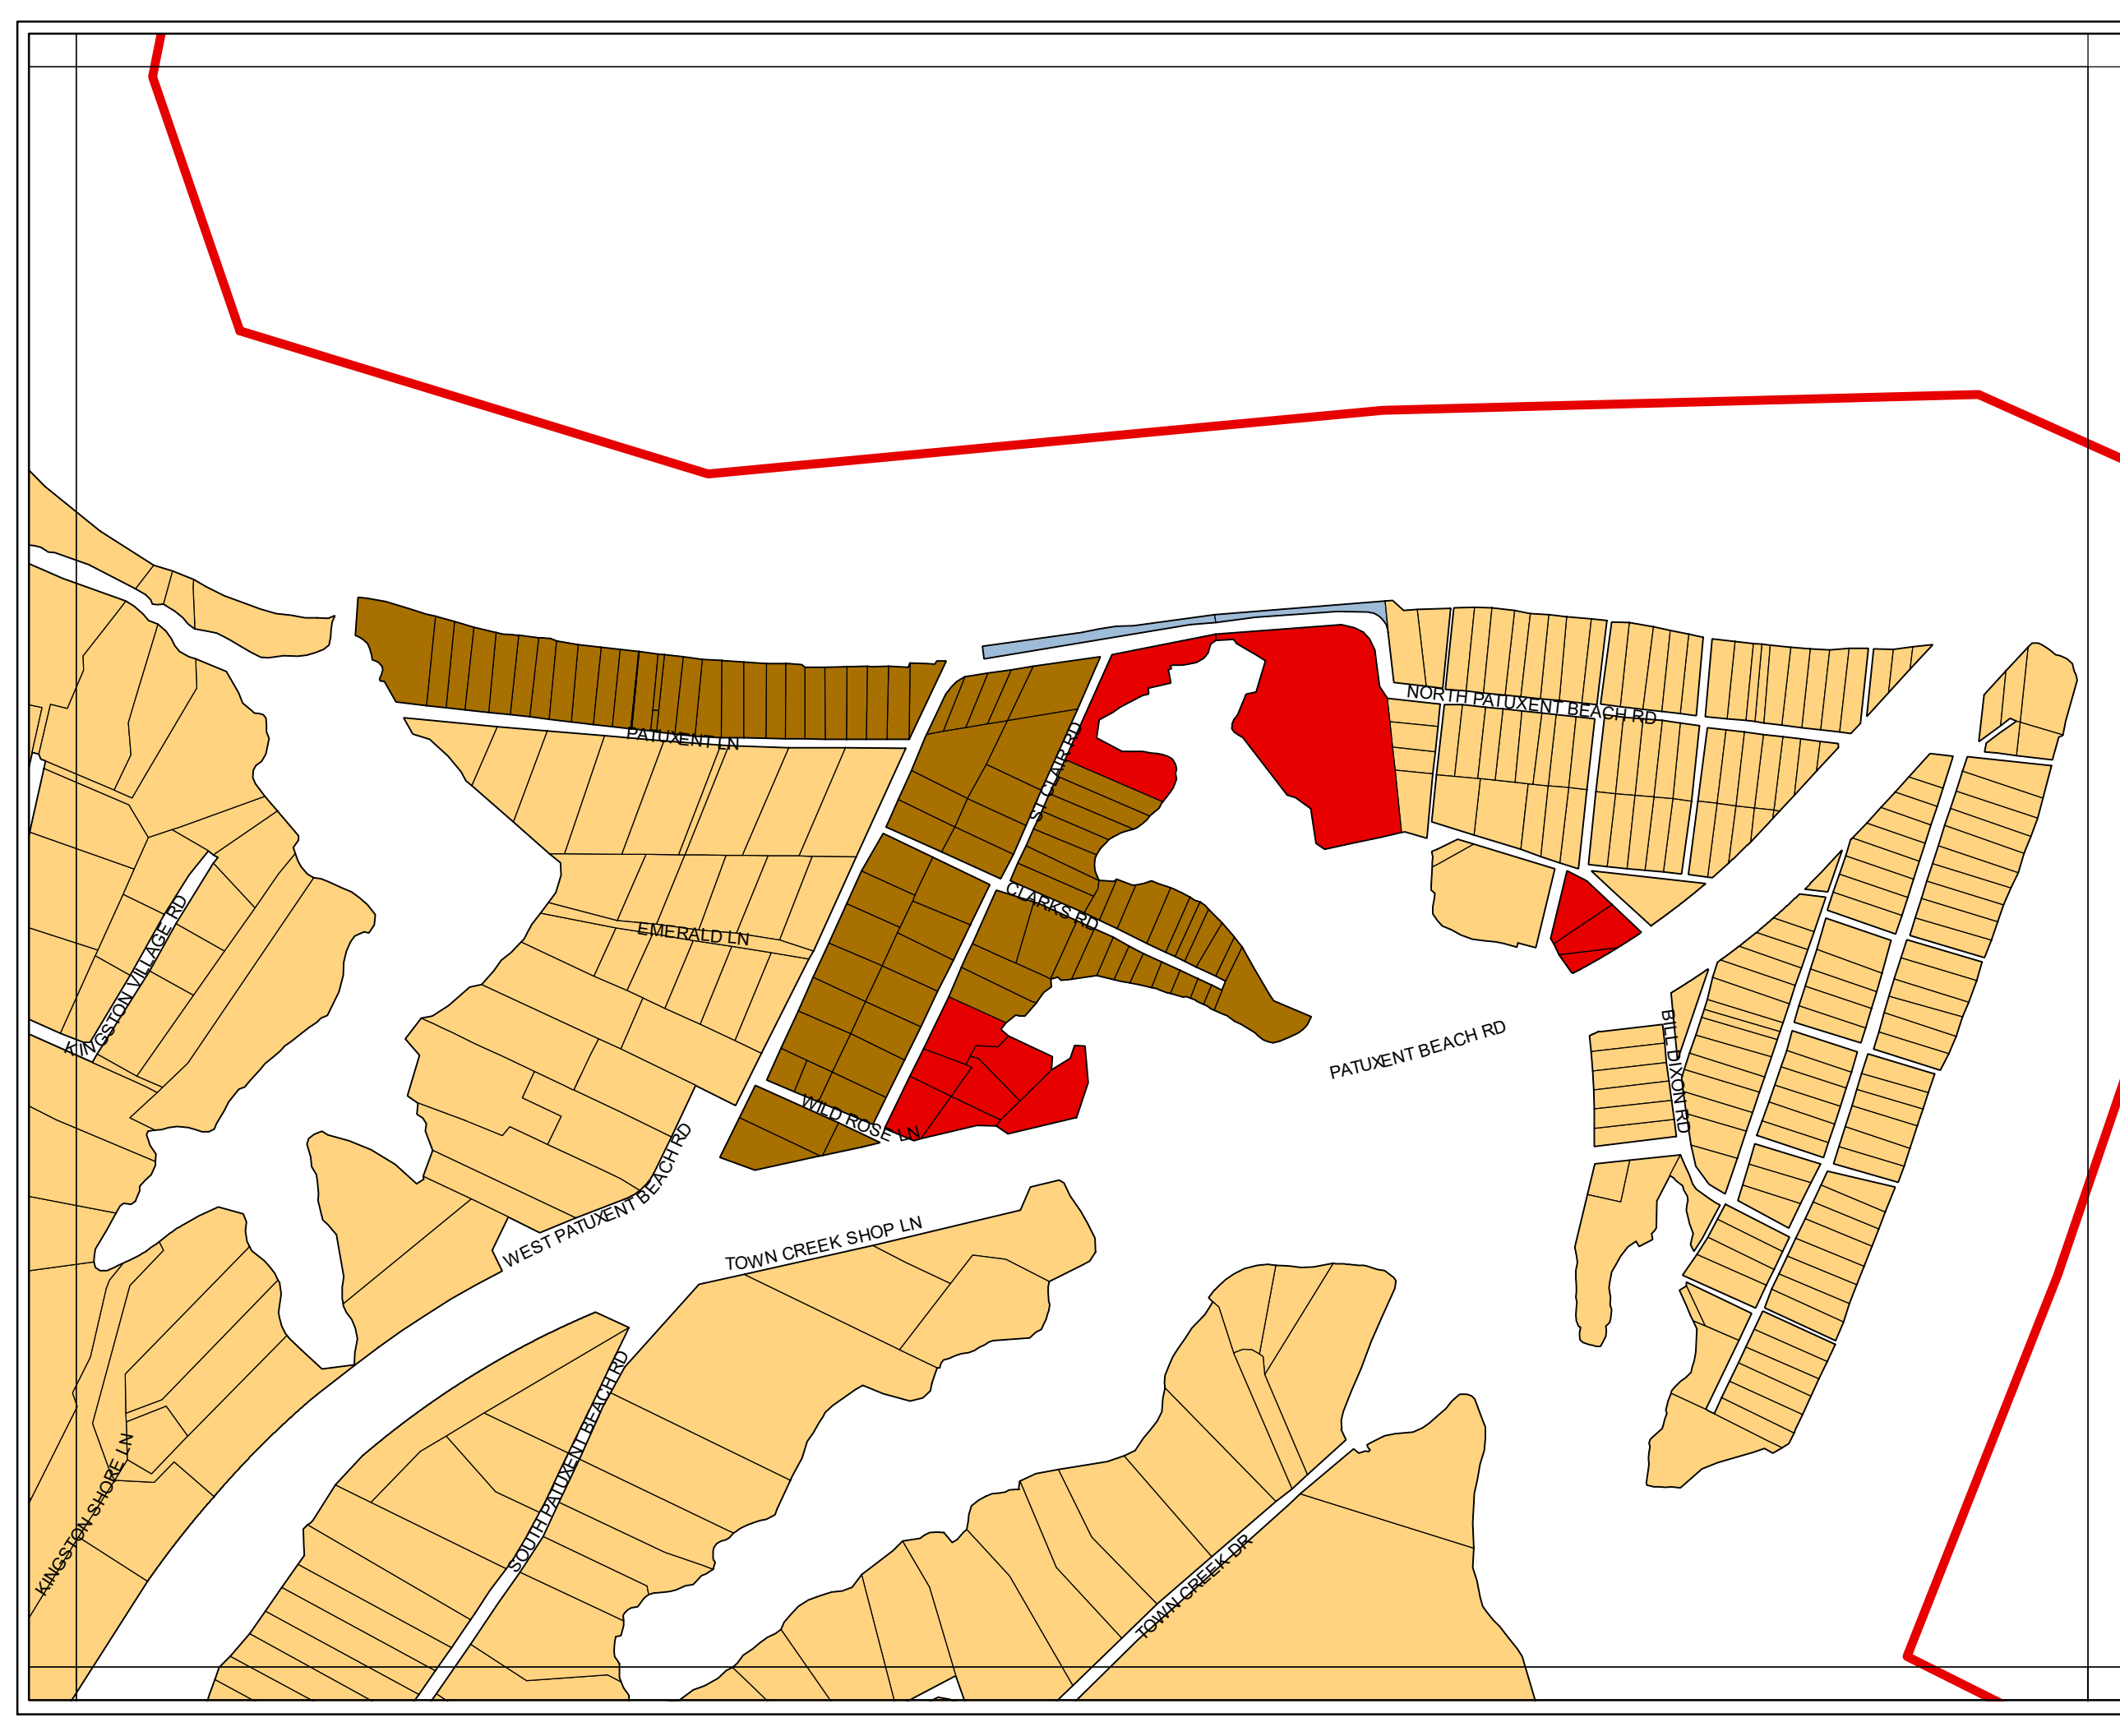 NORTH PATUXENT BEACH RD
PATUXENT LN
ST CLAIR RD
CLARKS RD
EMERALD LN
KINGSTON VILLAGE RD
PATUXENT BEACH RD
BILL DIXON RD
WILD ROSE LN
WEST PATUXENT BEACH RD
TOWN CREEK SHOP LN
SOUTH PATUXENT BEACH RD
KINGSTON SHORE LN
TOWN CREEK DR